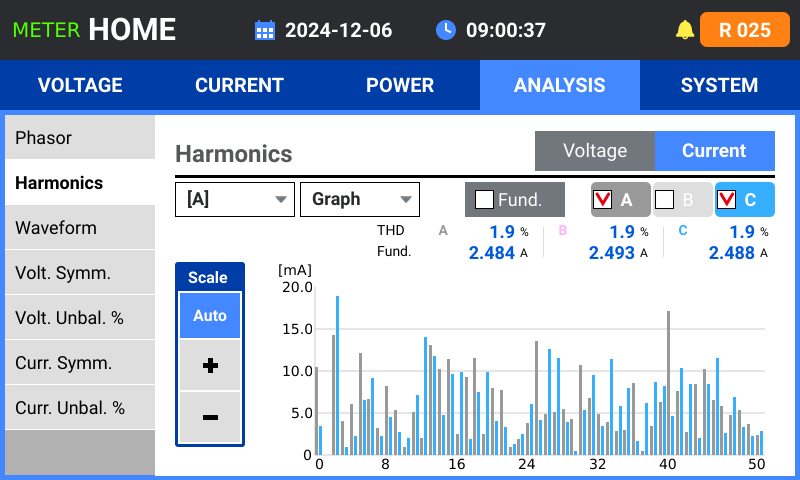 METER HOME 2024-12-06 09:00:37 R 025
VOLTAGE CURRENT POWER ANALYSIS SYSTEM
Phasor
Harmonics
Waveform
Volt. Symm.
Volt. Unbal. %
Curr. Symm.
Curr. Unbal. %
Harmonics Voltage Current
[A] Graph Fund. A B C
THD A 1.9 % B 1.9 % C 1.9 %
Fund. 2.484 A 2.493 A 2.488 A
Scale
Auto
+
−
[mA]
20.0
15.0
10.0
5.0
0.0
0 8 16 24 32 40 50